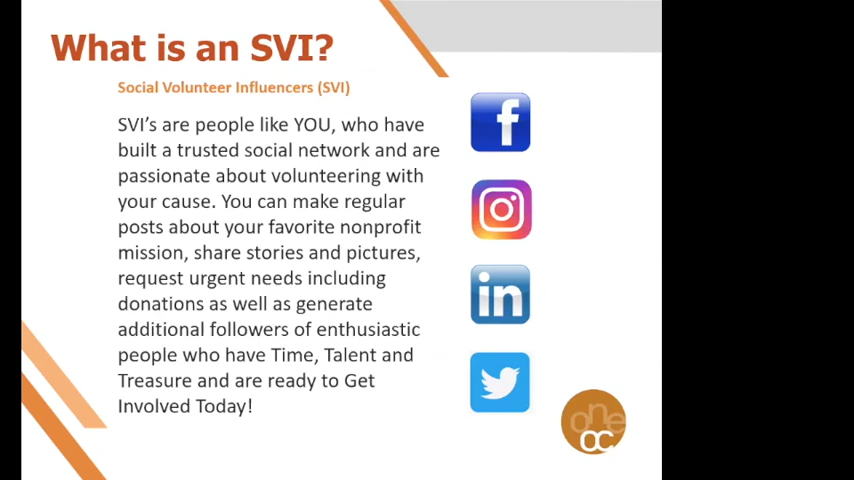 What is an SVI?
Social Volunteer Influencers (SVI)
SVI's are people like YOU, who have
built a trusted social network and are
passionate about volunteering with
your cause. You can make regular
posts about your favorite nonprofit
mission, share stories and pictures,
request urgent needs including
donations as well as generate
additional followers of enthusiastic
people who have Time, Talent and
Treasure and are ready to Get
Involved Today!
f
in
one
OC